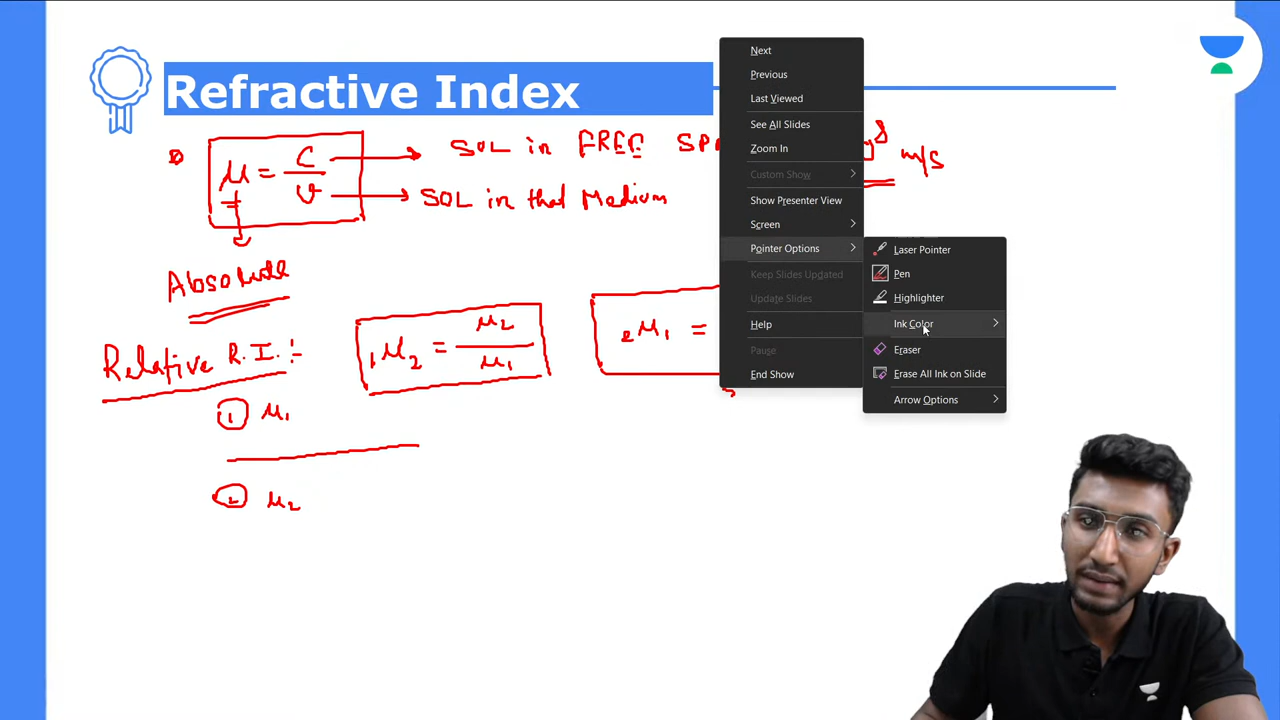 Refractive Index
μ = C/v
SOL in FREE
m/s
SOL in that Medium
Absolute
Relative R.I. :-
₁μ₂ = μ₂/μ₁
₂μ₁ =
① μ₁
② μ₂
Next
Previous
Last Viewed
See All Slides
Zoom In
Custom Show
Show Presenter View
Screen
Pointer Options
Keep Slides Updated
Update Slides
Help
Pause
End Show
Laser Pointer
Pen
Highlighter
Ink Color
Eraser
Erase All Ink on Slide
Arrow Options